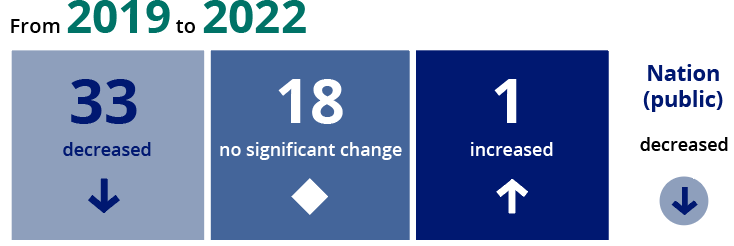 From 2019 to 2022
33
decreased
18
no significant change
1
increased
Nation
(public)
decreased